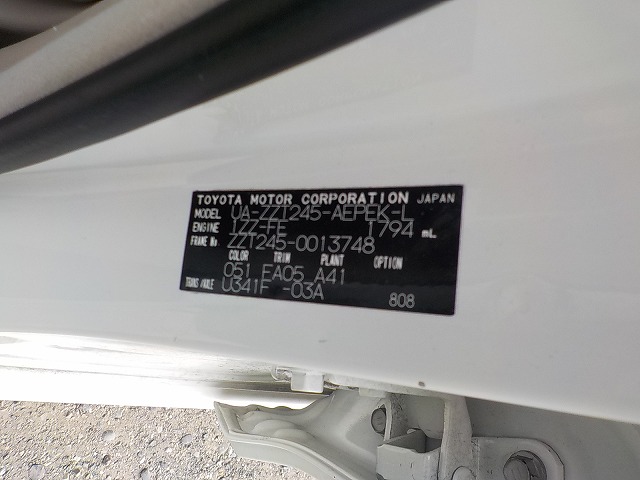 TOYOTA MOTOR CORPORATION JAPAN
MODEL UA-ZZT245-AEPEK-L
ENGINE 1ZZ-FE 1794 mL
FRAME No. ZZT245-0013748
COLOR TRIM PLANT OPTION
051 FA05 A41
TRANS/AXLE U341F -03A
808